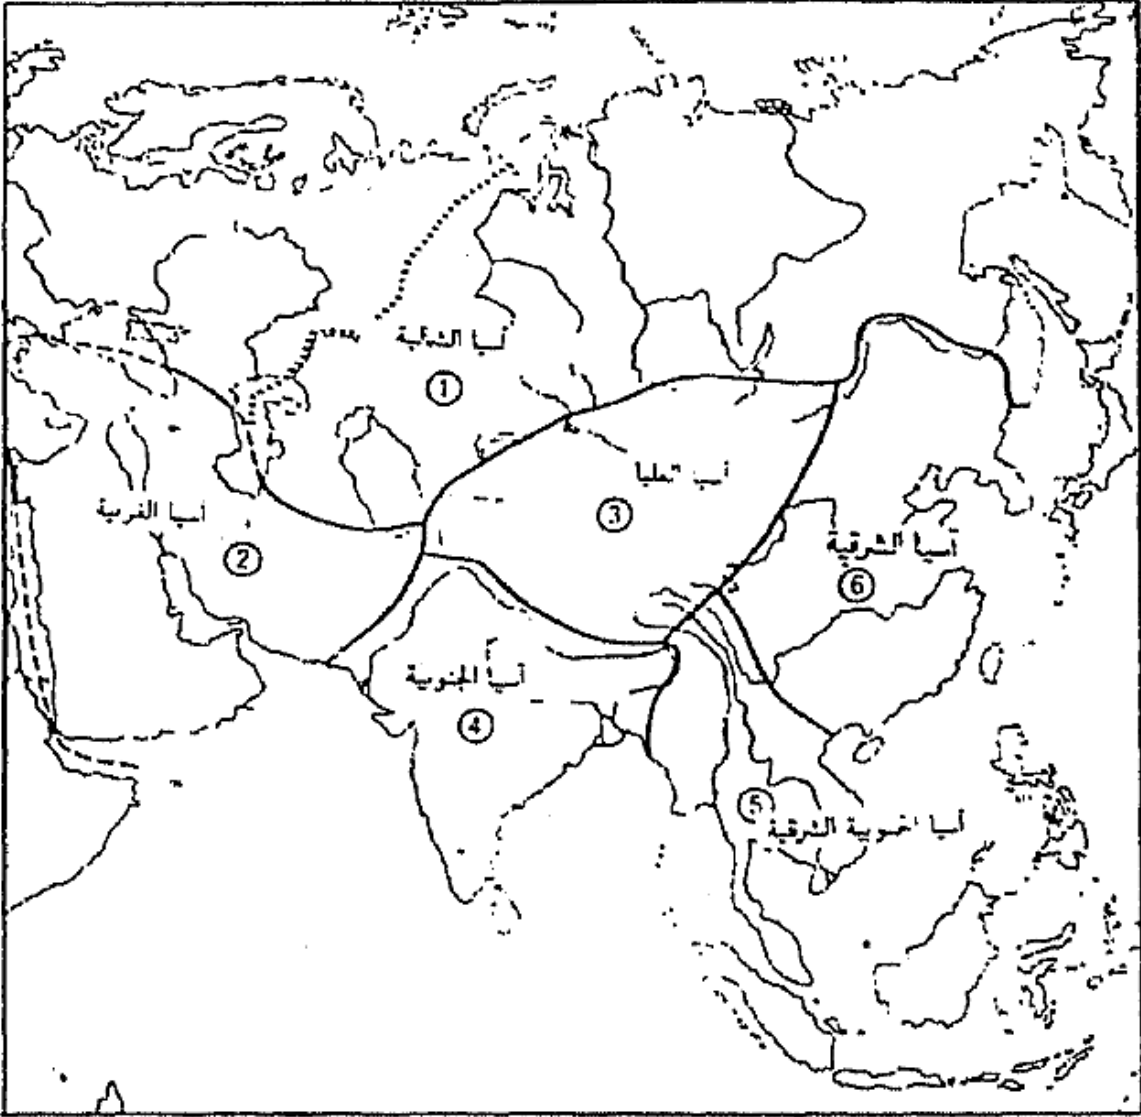 أسيا الشمالية
1
أسيا العليا
3
أسيا الغربية
2
أسيا الشرقية
6
أسيا الجنوبية
4
5
أسيا الجنوبية الشرقية